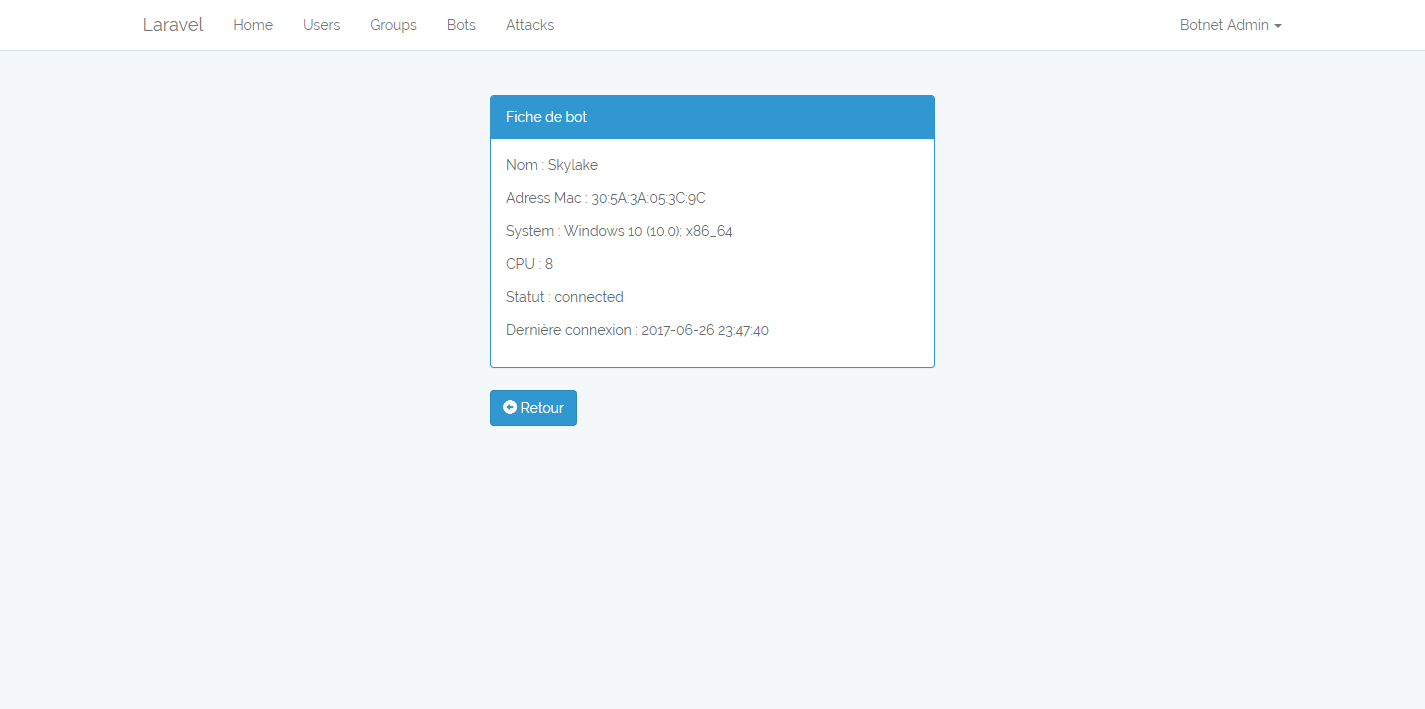 Laravel Home Users Groups Bots Attacks Botnet Admin
Fiche de bot
Nom : Skylake
Adress Mac : 30:5A:3A:05:3C:9C
System : Windows 10 (10.0); x86_64
CPU : 8
Statut : connected
Dernière connexion : 2017-06-26 23:47:40
Retour